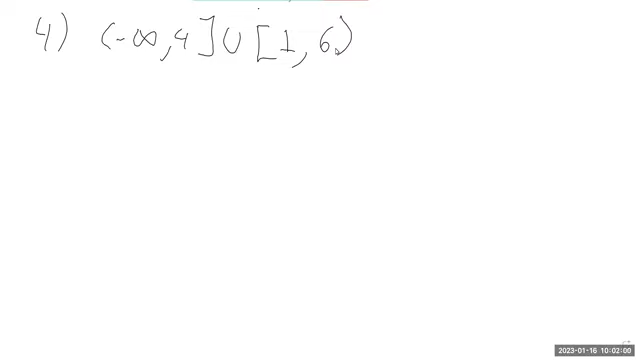 4) (-∞, 4] ∪ [1, 6)
2023-01-16 10:02:00